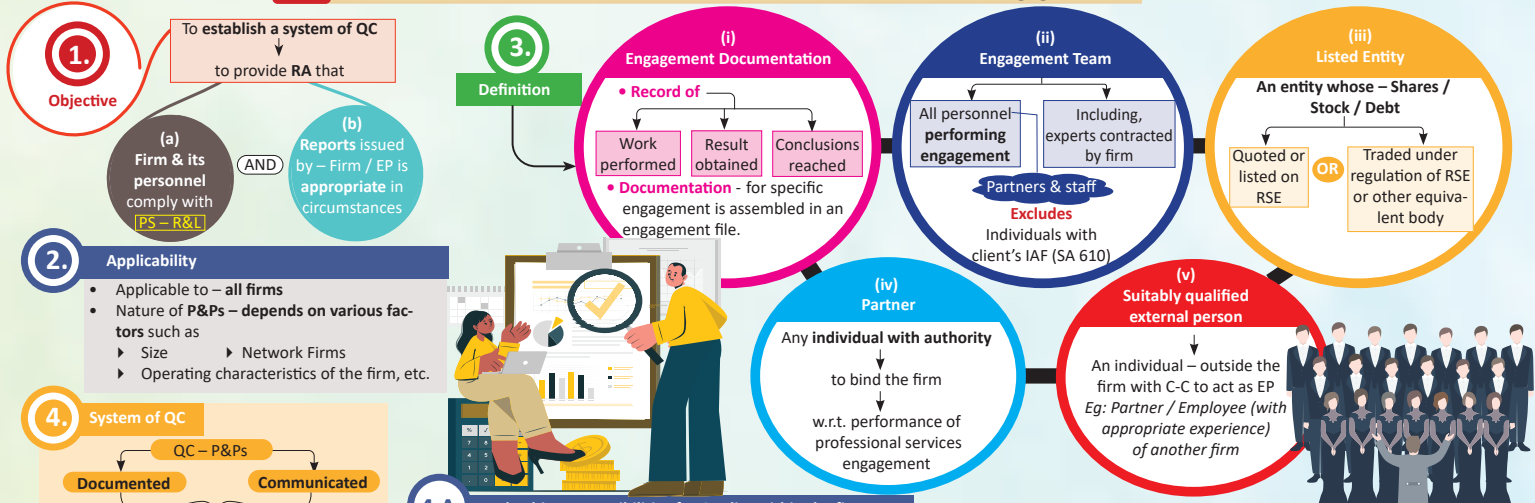 1.
Objective
To establish a system of QC
to provide RA that
(a)
Firm & its
personnel
comply with
PS – R&L
AND
(b)
Reports issued
by – Firm / EP is
appropriate in
circumstances
2.
Applicability
• Applicable to – all firms
• Nature of P&Ps – depends on various fac-
tors such as
Size
Network Firms
Operating characteristics of the firm, etc.
4.
System of QC
QC – P&Ps
Documented
Communicated
3.
Definition
(i)
Engagement Documentation
• Record of
Work
performed
Result
obtained
Conclusions
reached
• Documentation - for specific
engagement is assembled in an
engagement file.
(ii)
Engagement Team
All personnel
performing
engagement
Including,
experts contracted
by firm
Partners & staff
Excludes
Individuals with
client's IAF (SA 610)
(iii)
Listed Entity
An entity whose – Shares /
Stock / Debt
Quoted or
listed on
RSE
OR
Traded under
regulation of RSE
or other equiva-
lent body
(iv)
Partner
Any individual with authority
to bind the firm
w.r.t. performance of
professional services
engagement
(v)
Suitably qualified
external person
An individual – outside the
firm with C-C to act as EP
Eg: Partner / Employee (with
appropriate experience)
of another firm